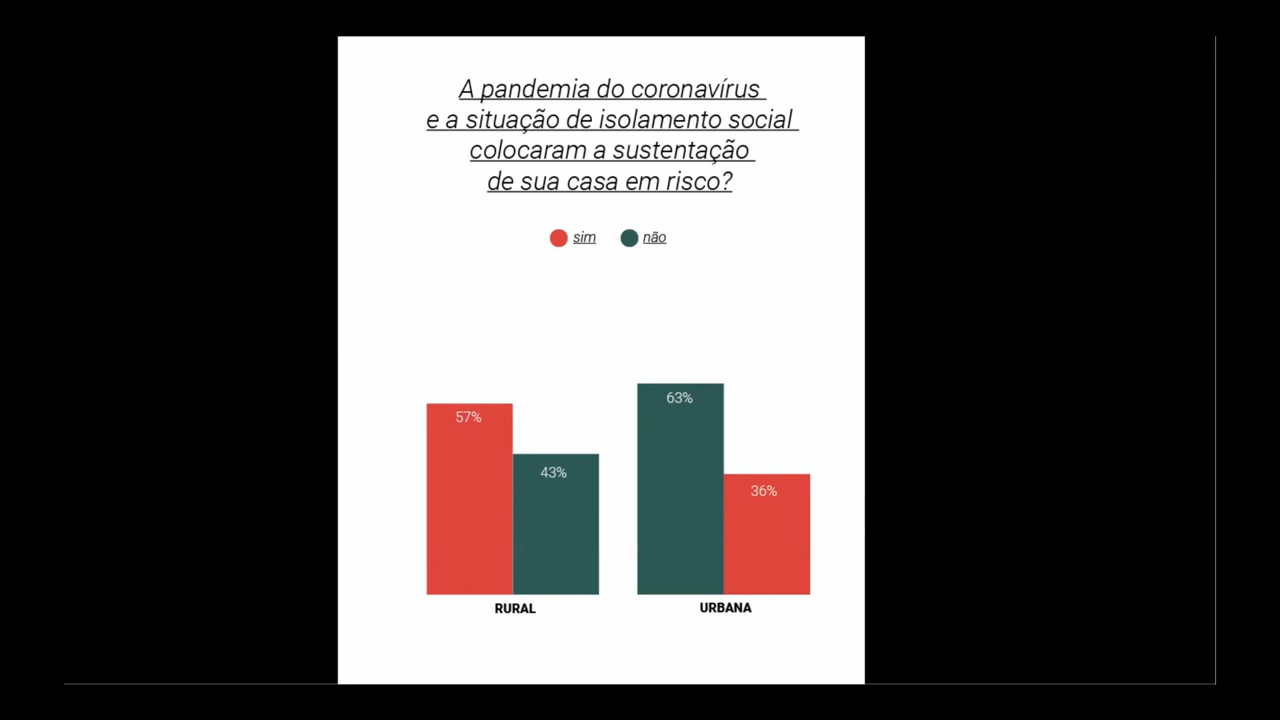 A pandemia do coronavírus
e a situação de isolamento social
colocaram a sustentação
de sua casa em risco?
sim não
57%
43%
63%
36%
RURAL
URBANA